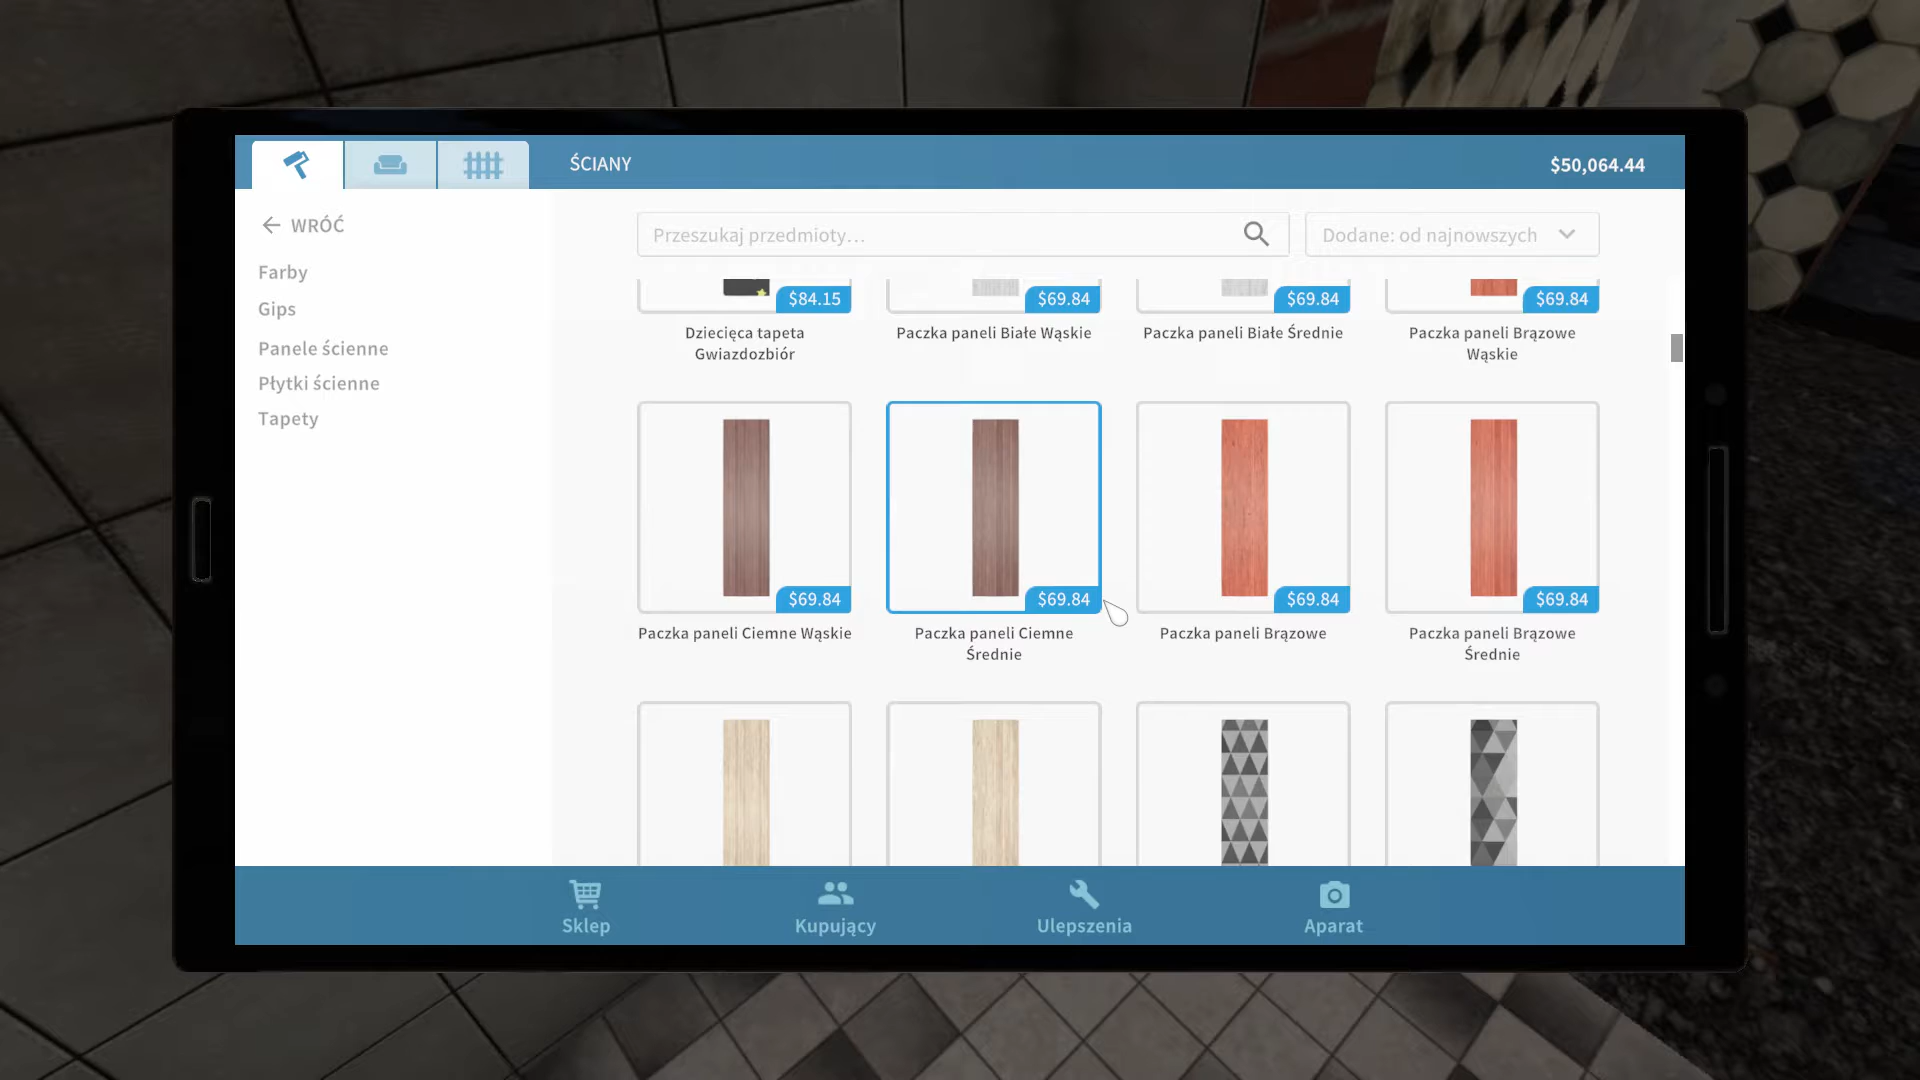 ŚCIANY
$50,064.44
WRÓĆ
Farby
Gips
Panele ścienne
Płytki ścienne
Tapety
Przeszukaj przedmioty...
Dodane: od najnowszych
$84.15
$69.84
$69.84
$69.84
Dziecięca tapeta
Gwiazdozbiór
Paczka paneli Białe Wąskie
Paczka paneli Białe Średnie
Paczka paneli Brązowe
Wąskie
$69.84
$69.84
$69.84
$69.84
Paczka paneli Ciemne Wąskie
Paczka paneli Ciemne
Średnie
Paczka paneli Brązowe
Paczka paneli Brązowe
Średnie
Sklep
Kupujący
Ulepszenia
Aparat